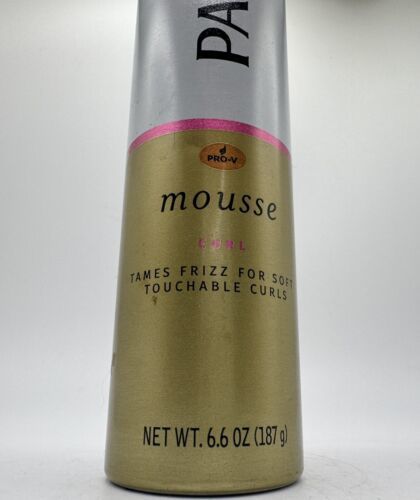 PA
PRO-V
mousse
CURL
TAMES FRIZZ FOR SOFT
TOUCHABLE CURLS
NET WT. 6.6 OZ (187 g)